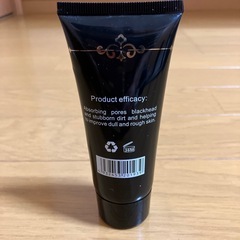 Product efficacy:
Absorbing pores blackhead
and stubborn dirt and helping
to improve dull and rough skin.